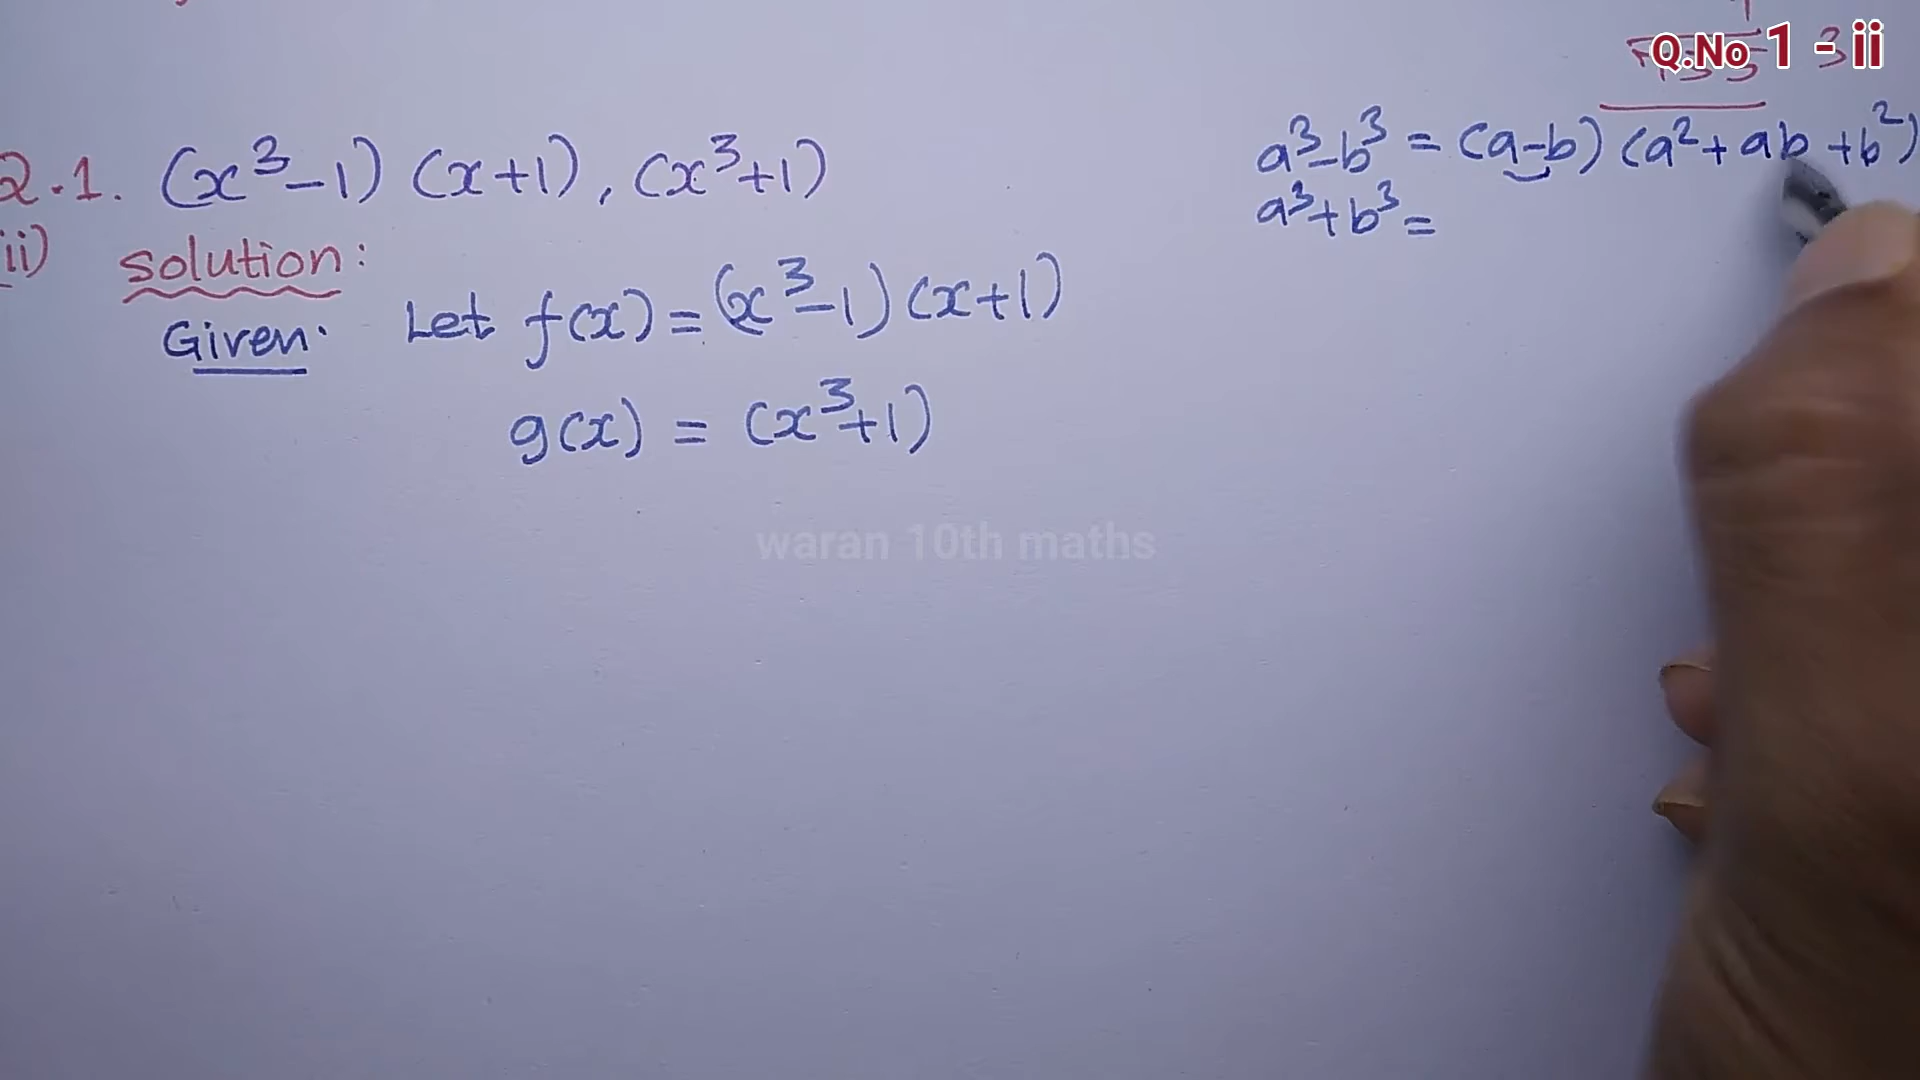 Q.No 1 - ii
a³-b³ = (a-b) (a²+ab+b²)
2.1. (x³-1) (x+1), (x³+1)
a³+b³ =
ii) Solution:
Given: Let f(x) = (x³-1) (x+1)
g(x) = (x³+1)
waran 10th maths